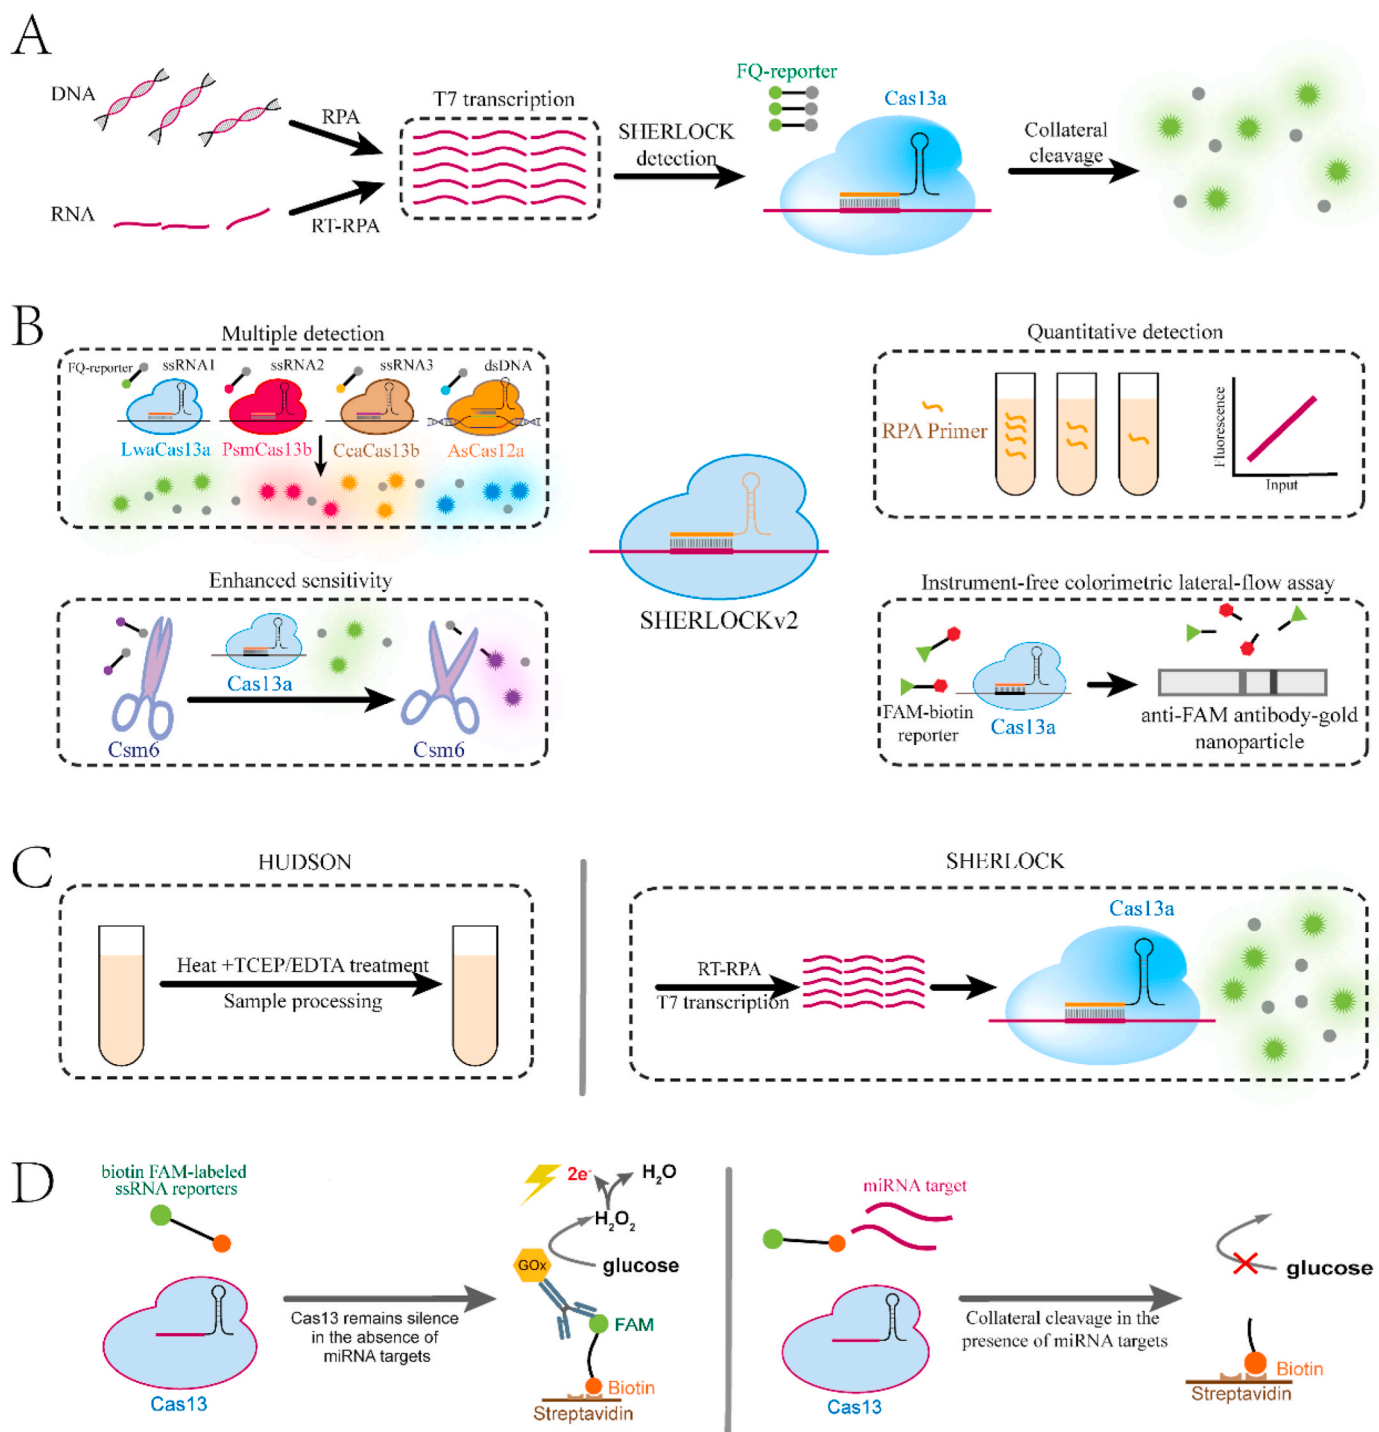 A
DNA
RPA
RNA
RT-RPA
T7 transcription
SHERLOCK
detection
FQ-reporter
Cas13a
Collateral
cleavage
B
Multiple detection
FQ-reporter
ssRNA1
ssRNA2
ssRNA3
dsDNA
LwaCas13a
PsmCas13b
CcaCas13b
AsCas12a
Enhanced sensitivity
Cas13a
Csm6
Csm6
SHERLOCKv2
Quantitative detection
RPA Primer
Fluorescence
Input
Instrument-free colorimetric lateral-flow assay
FAM-biotin
reporter
Cas13a
anti-FAM antibody-gold
nanoparticle
C
HUDSON
Heat +TCEP/EDTA treatment
Sample processing
SHERLOCK
RT-RPA
T7 transcription
Cas13a
D
biotin FAM-labeled
ssRNA reporters
Cas13
Cas13 remains silence
in the absence of
miRNA targets
2e⁻
H₂O
H₂O₂
GOx
glucose
FAM
Biotin
Streptavidin
miRNA target
Cas13
Collateral cleavage in the
presence of miRNA targets
glucose
Biotin
Streptavidin